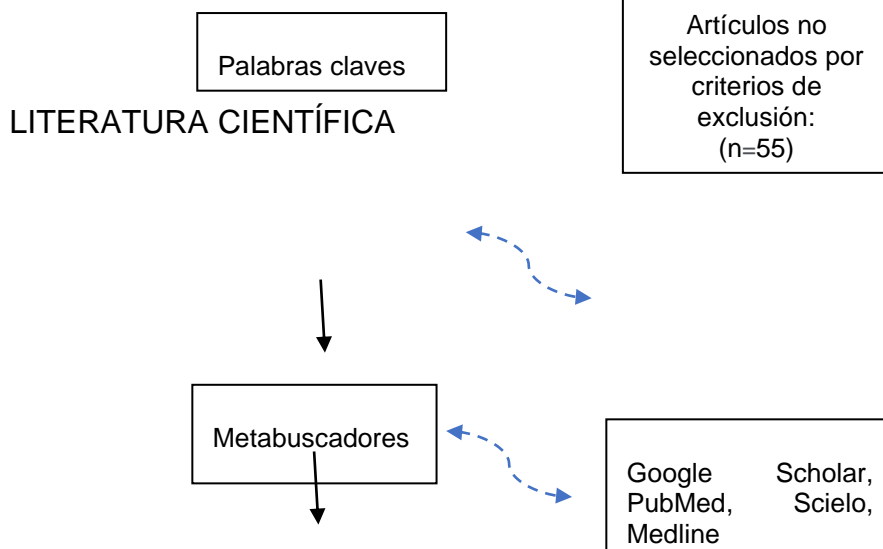 Palabras claves
LITERATURA CIENTÍFICA
Artículos no
seleccionados por
criterios de
exclusión:
(n=55)
Metabuscadores
Google Scholar,
PubMed, Scielo,
Medline